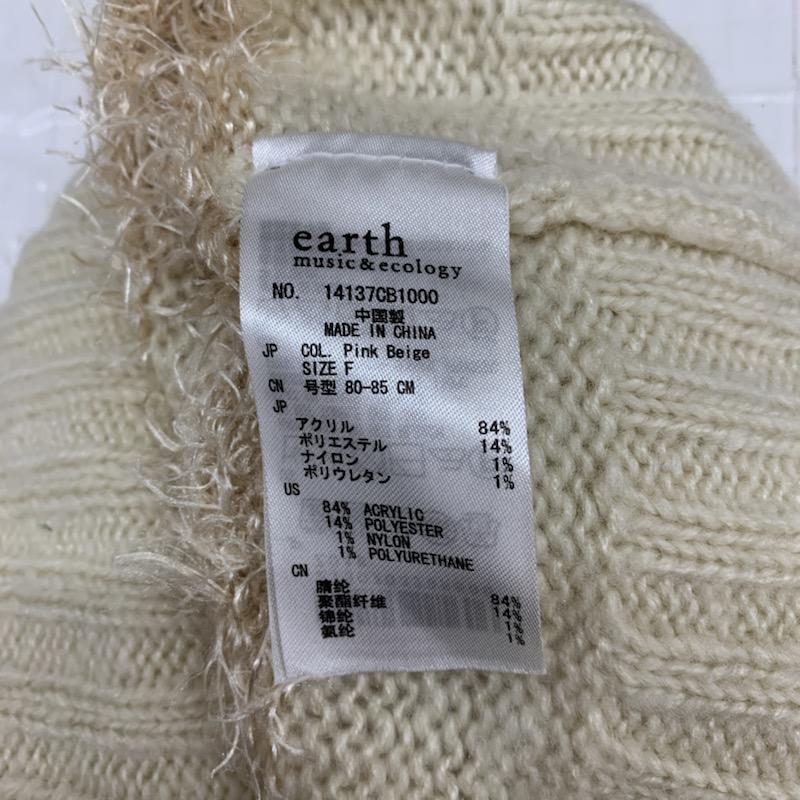 earth
music&ecology
NO. 14137CB1000
中国製
MADE IN CHINA
JP COL. Pink Beige
SIZE F
CN 号型 80-85 CM
JP
アクリル 84%
ポリエステル 14%
ナイロン 1%
ポリウレタン 1%
US
84% ACRYLIC
14% POLYESTER
1% NYLON
1% POLYURETHANE
CN
腈纶 84%
聚酯纤维 14%
锦纶 1%
氨纶 1%